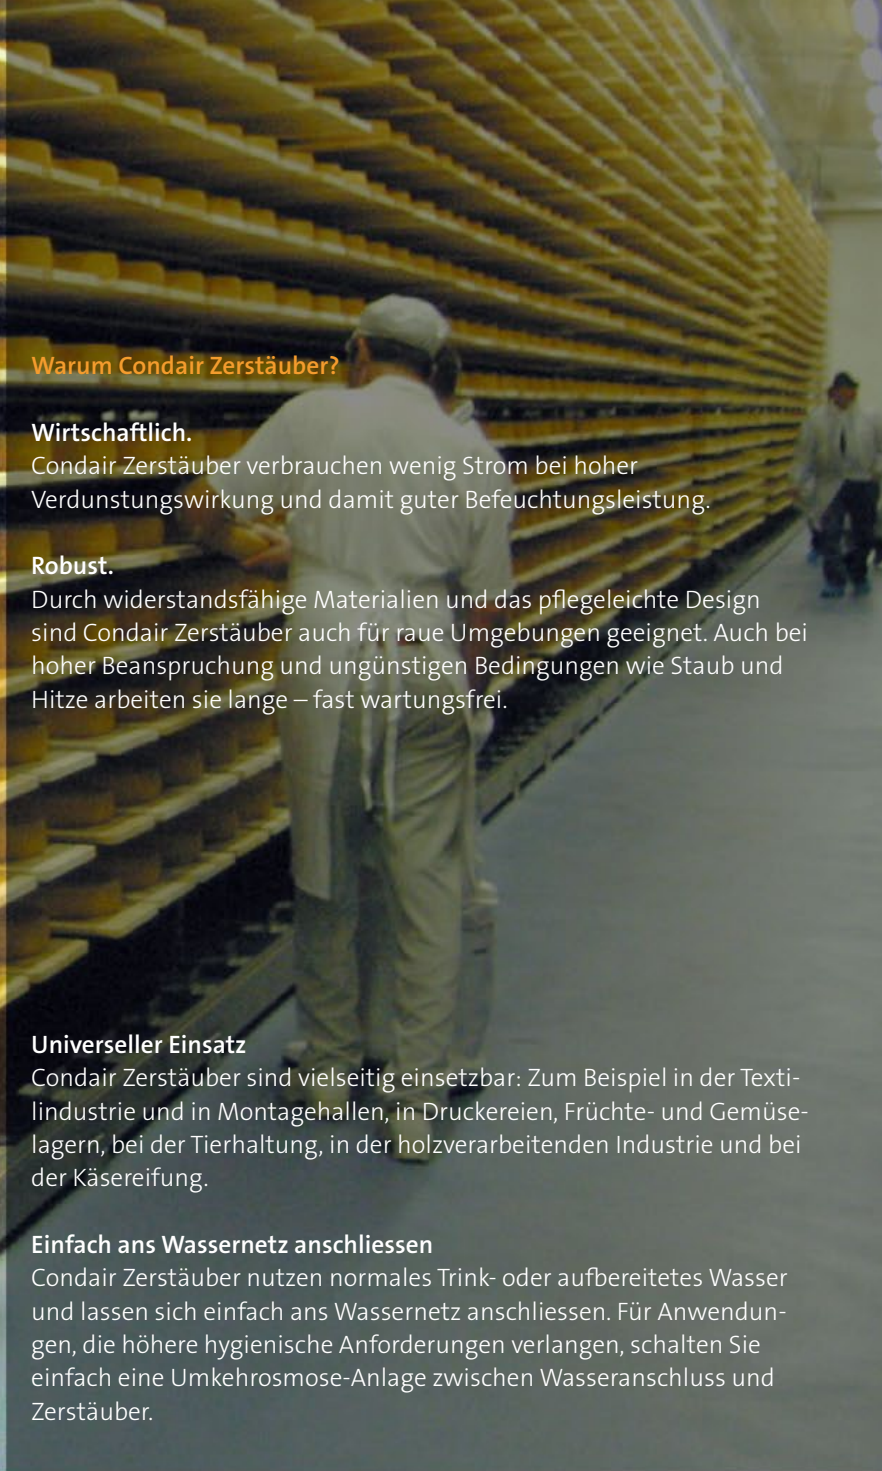 Warum Condair Zerstäuber?
Wirtschaftlich.
Condair Zerstäuber verbrauchen wenig Strom bei hoher
Verdunstungswirkung und damit guter Befeuchtungsleistung.
Robust.
Durch widerstandsfähige Materialien und das pflegeleichte Design
sind Condair Zerstäuber auch für raue Umgebungen geeignet. Auch bei
hoher Beanspruchung und ungünstigen Bedingungen wie Staub und
Hitze arbeiten sie lange – fast wartungsfrei.
Universeller Einsatz
Condair Zerstäuber sind vielseitig einsetzbar: Zum Beispiel in der Texti-
lindustrie und in Montagehallen, in Druckereien, Früchte- und Gemüse-
lagern, bei der Tierhaltung, in der holzverarbeitenden Industrie und bei
der Käsereifung.
Einfach ans Wassernetz anschliessen
Condair Zerstäuber nutzen normales Trink- oder aufbereitetes Wasser
und lassen sich einfach ans Wassernetz anschliessen. Für Anwendun-
gen, die höhere hygienische Anforderungen verlangen, schalten Sie
einfach eine Umkehrosmose-Anlage zwischen Wasseranschluss und
Zerstäuber.